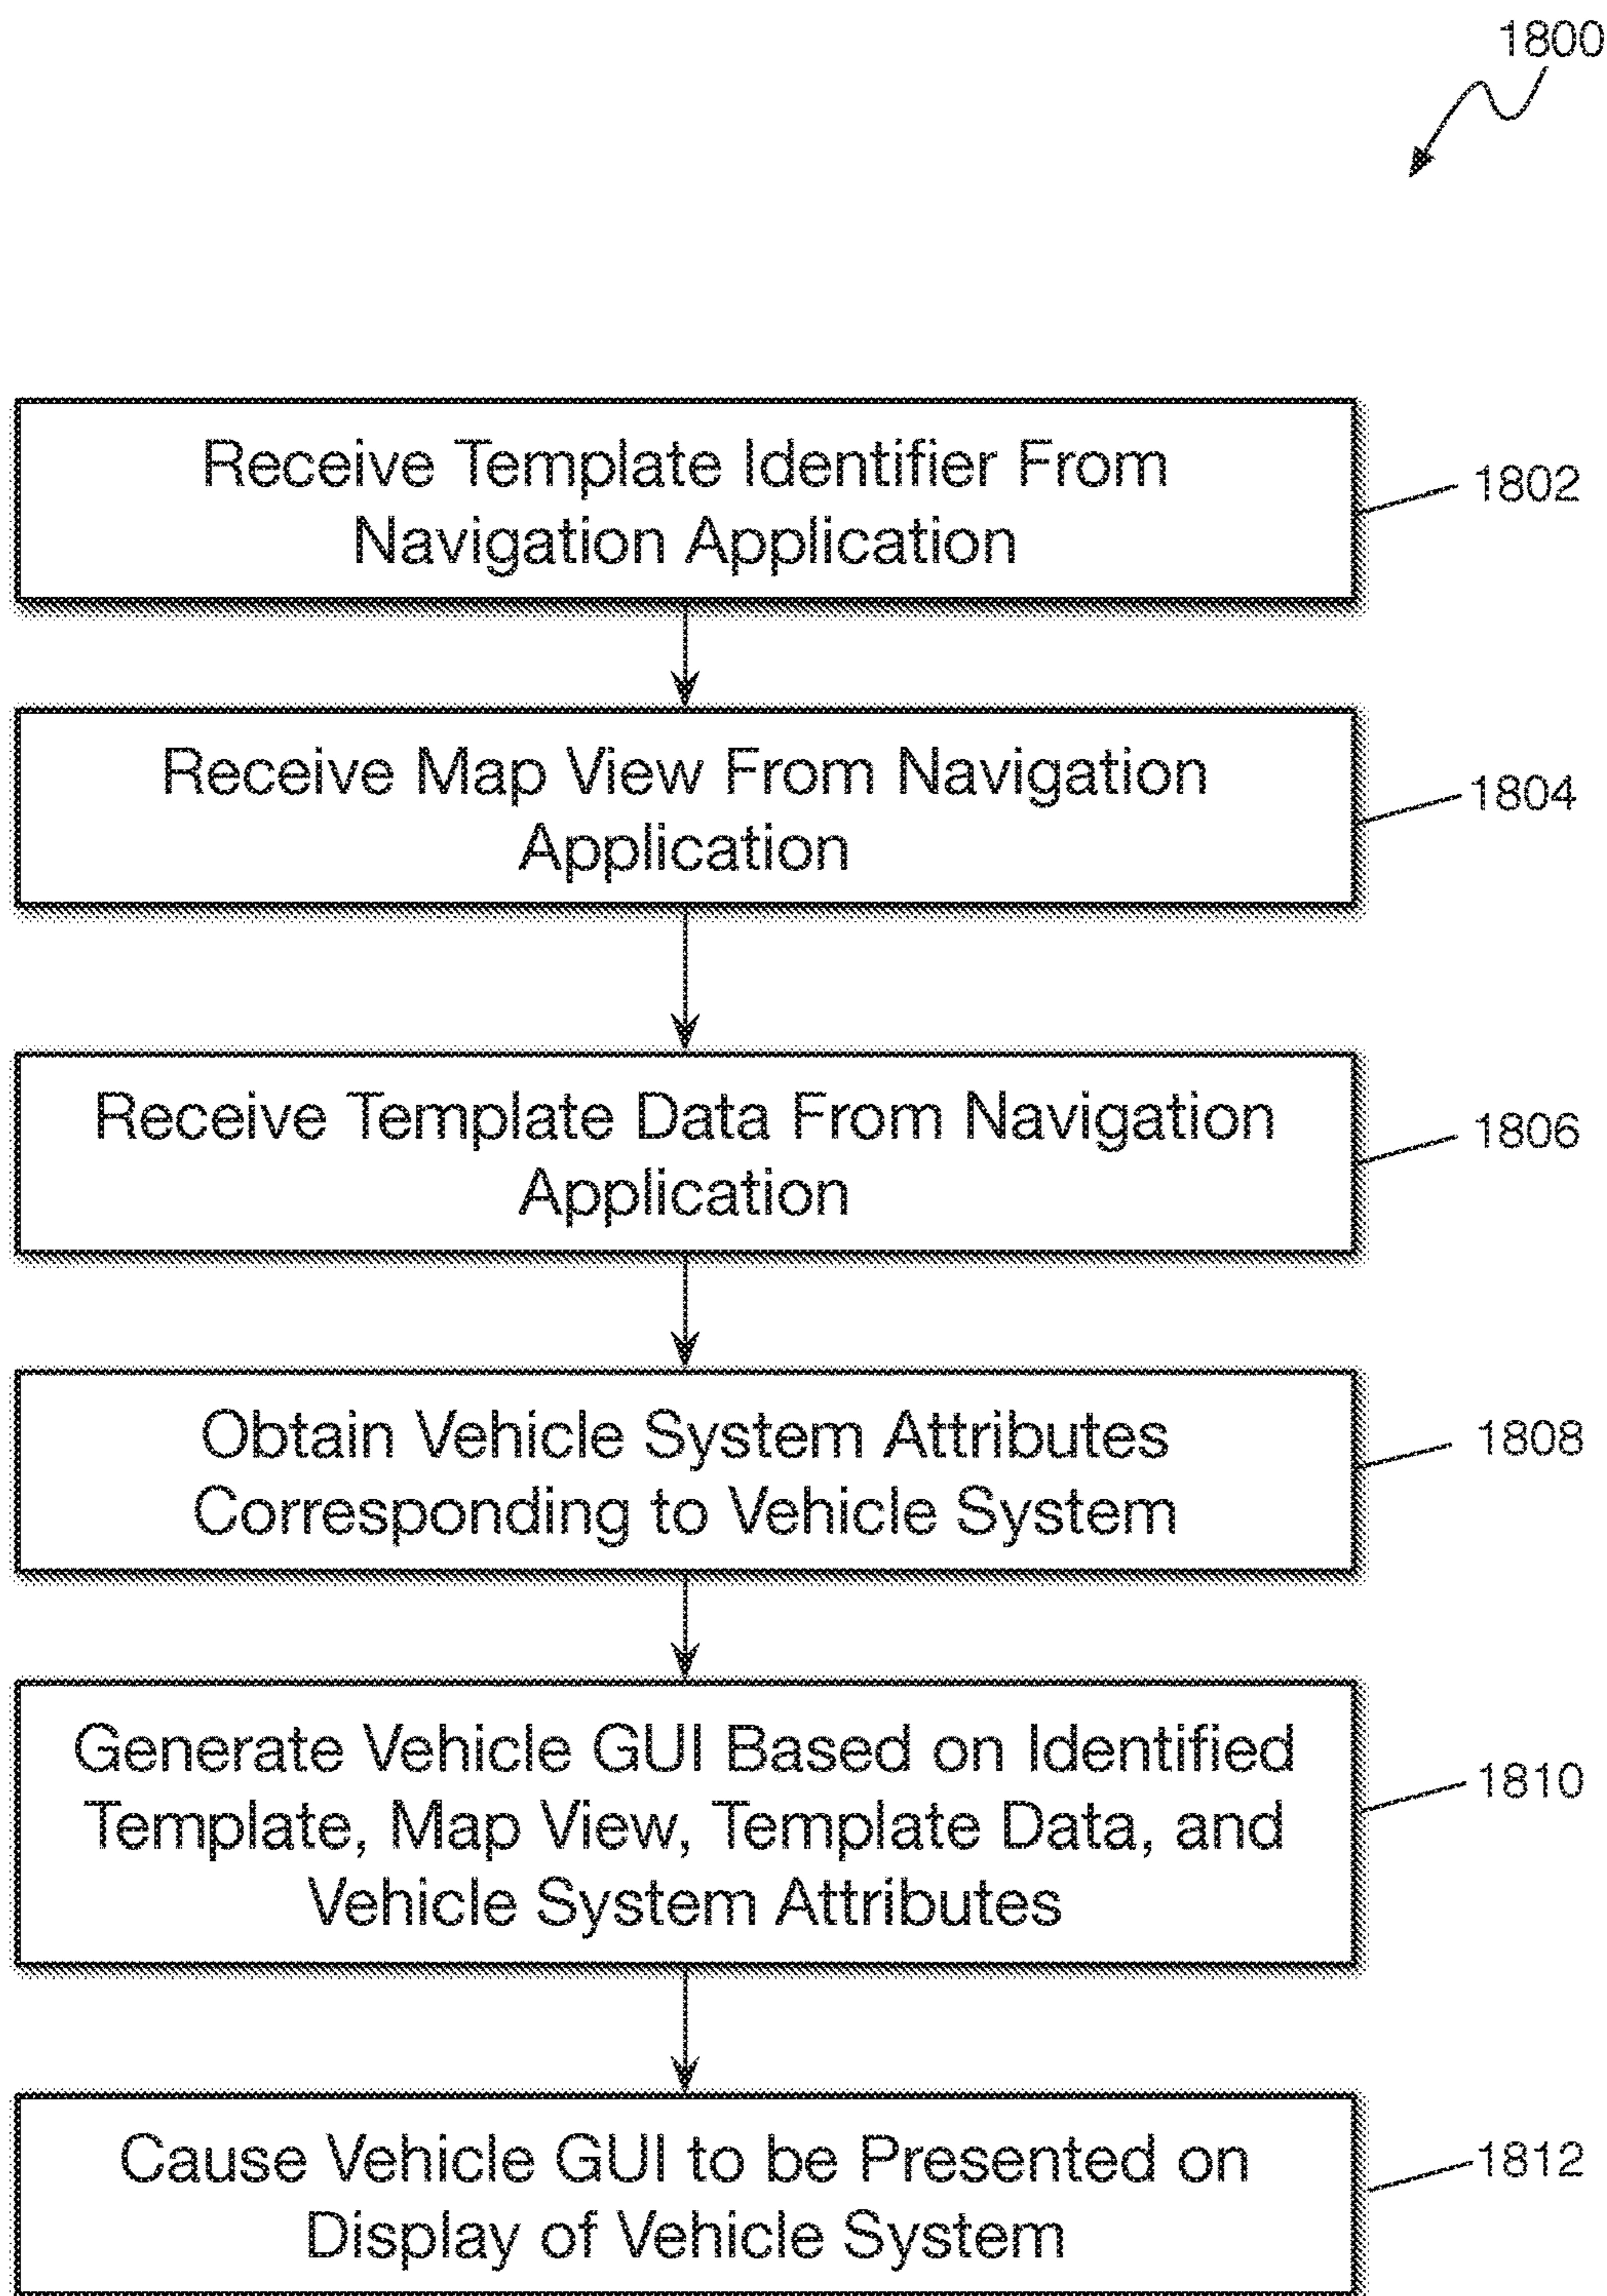 1800
Receive Template Identifier From
Navigation Application
1802
Receive Map View From Navigation
Application
1804
Receive Template Data From Navigation
Application
1806
Obtain Vehicle System Attributes
Corresponding to Vehicle System
1808
Generate Vehicle GUI Based on Identified
Template, Map View, Template Data, and
Vehicle System Attributes
1810
Cause Vehicle GUI to be Presented on
Display of Vehicle System
1812